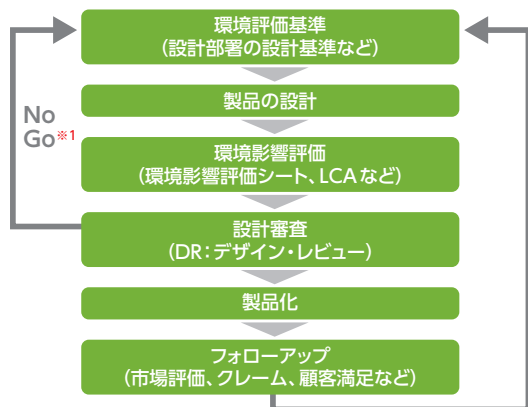 環境評価基準
（設計部署の設計基準など）
製品の設計
No
Go※1
環境影響評価
（環境影響評価シート、LCAなど）
設計審査
（DR：デザイン・レビュー）
製品化
フォローアップ
（市場評価、クレーム、顧客満足など）